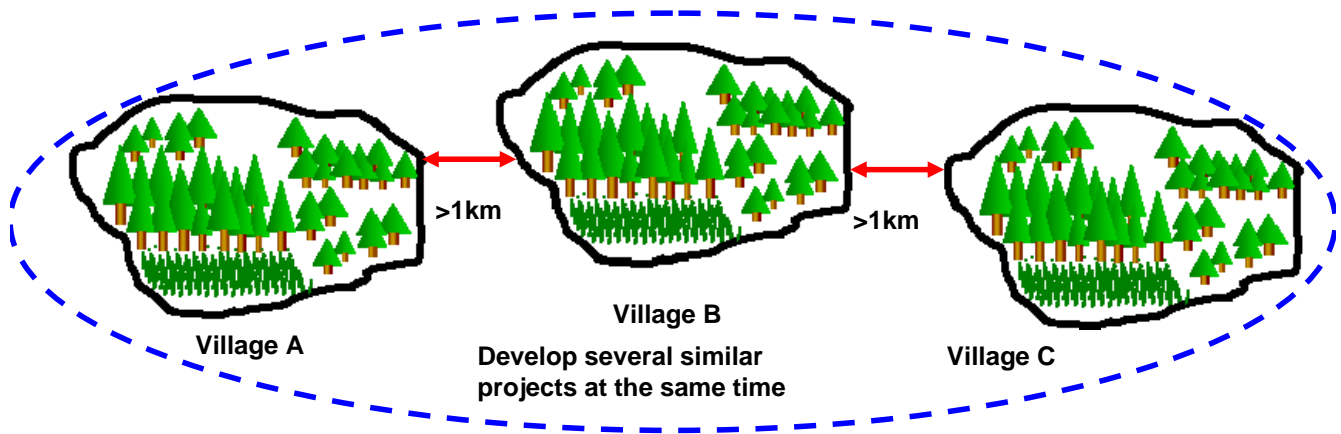 >1km
>1km
Village A
Village B
Village C
Develop several similar
projects at the same time